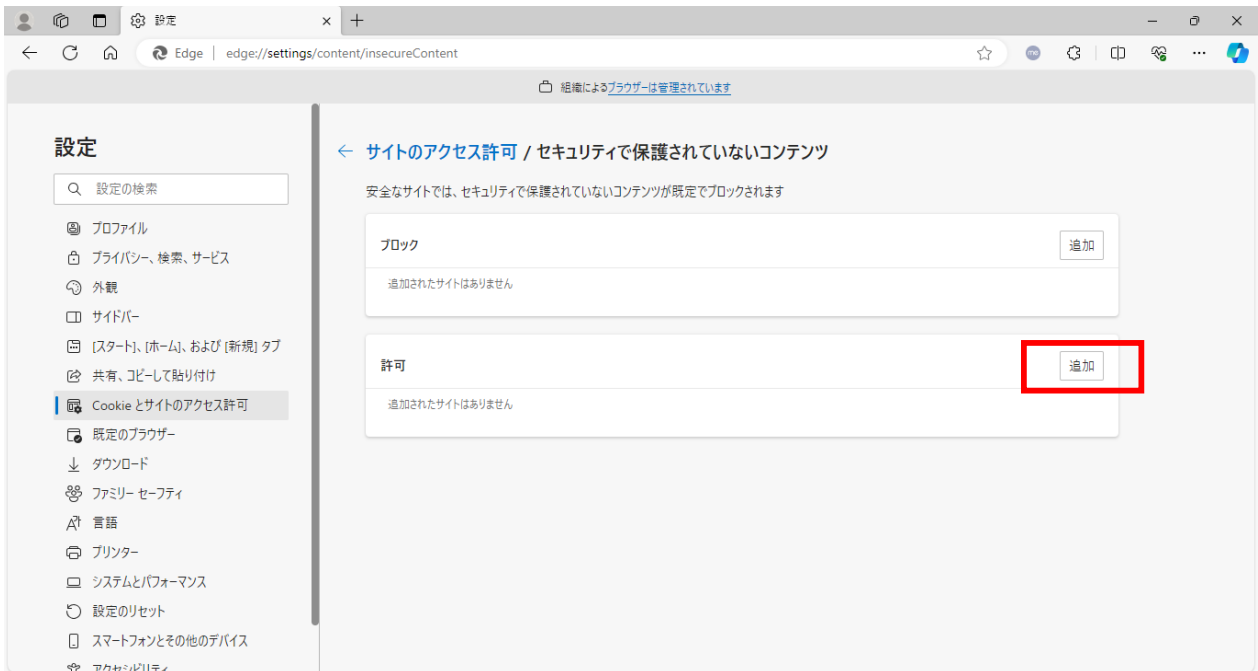 設定
Edge | edge://settings/content/insecureContent
組織によるブラウザーは管理されています
設定
設定の検索
プロファイル
プライバシー、検索、サービス
外観
サイドバー
[スタート]、[ホーム]、および [新規] タブ
共有、コピーして貼り付け
Cookie とサイトのアクセス許可
既定のブラウザー
ダウンロード
ファミリー セーフティ
言語
プリンター
システムとパフォーマンス
設定のリセット
スマートフォンとその他のデバイス
アクセシビリティ
サイトのアクセス許可 / セキュリティで保護されていないコンテンツ
安全なサイトでは、セキュリティで保護されていないコンテンツが既定でブロックされます
ブロック
追加
追加されたサイトはありません
許可
追加
追加されたサイトはありません